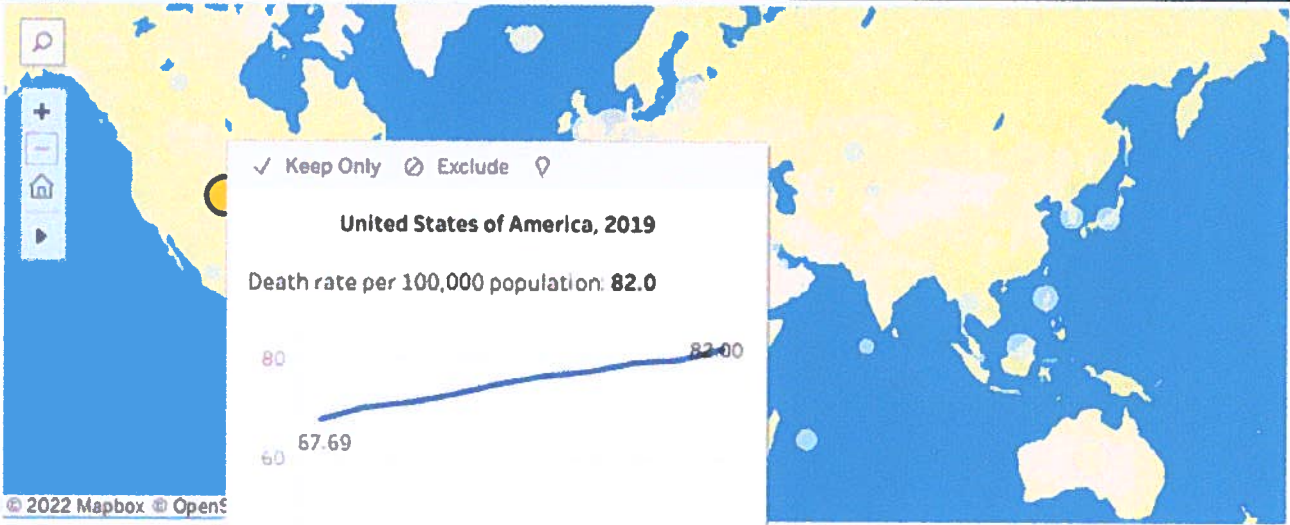 ✓ Keep Only Exclude
United States of America, 2019
Death rate per 100,000 population: 82.0
80
82.00
67.69
60
© 2022 Mapbox © OpenS